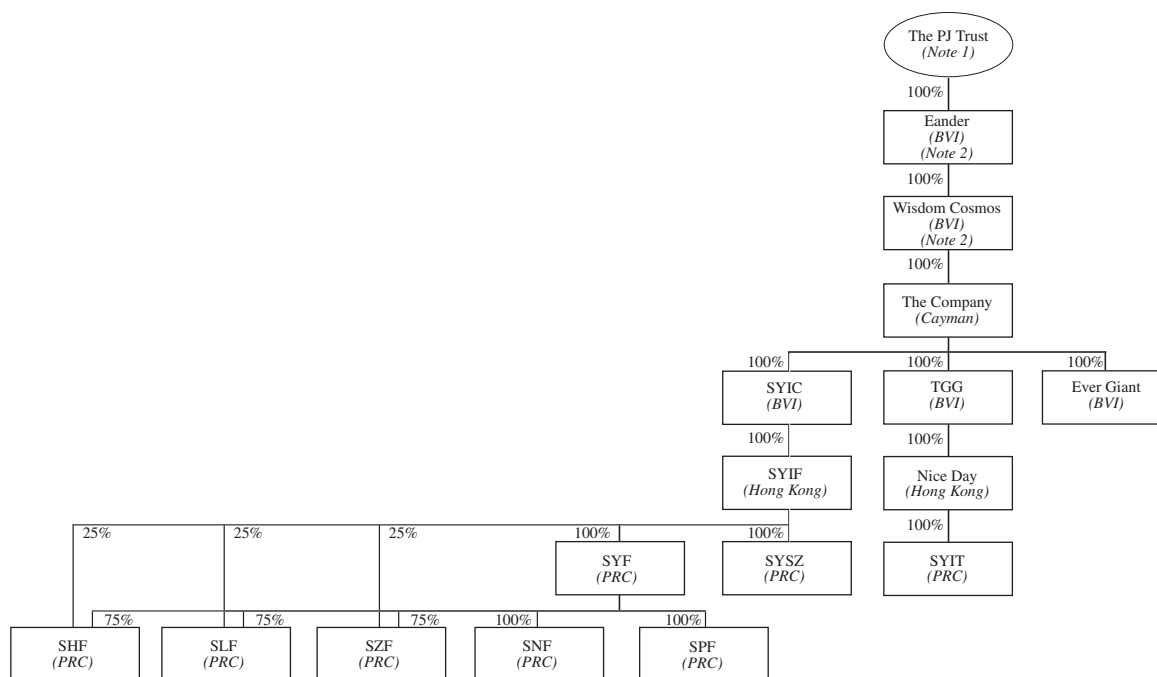 The PJ Trust
(Note 1)
100%
Eander
(BVI)
(Note 2)
100%
Wisdom Cosmos
(BVI)
(Note 2)
100%
The Company
(Cayman)
100% 100% 100%
SYIC TGG Ever Giant
(BVI) (BVI) (BVI)
100% 100%
SYIF Nice Day
(Hong Kong) (Hong Kong)
25% 25% 25% 100% 100% 100%
SYF SYSZ SYIT
(PRC) (PRC) (PRC)
75% 75% 75% 100% 100%
SHF SLF SZF SNF SPF
(PRC) (PRC) (PRC) (PRC) (PRC)